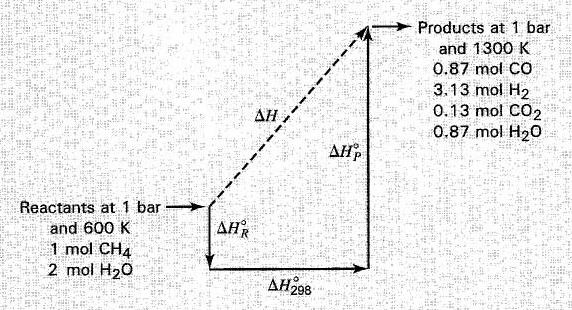 Products at 1 bar
and 1300 K
0.87 mol CO
3.13 mol H₂
0.13 mol CO₂
0.87 mol H₂O
ΔH
ΔH°P
Reactants at 1 bar
and 600 K
1 mol CH₄
2 mol H₂O
ΔH°R
ΔH°298